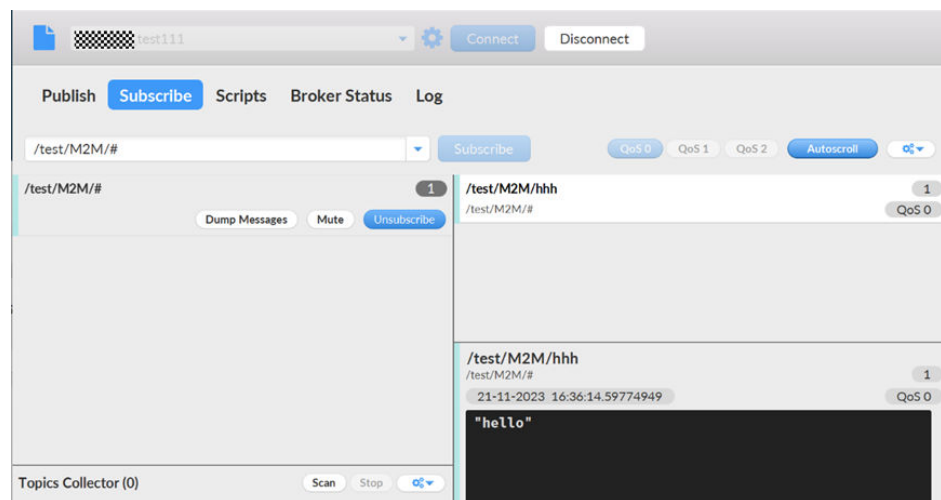 test111
Connect
Disconnect
Publish Subscribe Scripts Broker Status Log
/test/M2M/#
Subscribe
QoS 0 QoS 1 QoS 2 Autoscroll
/test/M2M/#
1
Dump Messages Mute Unsubscribe
/test/M2M/hhh
1
/test/M2M/#
QoS 0
/test/M2M/hhh
/test/M2M/#
1
21-11-2023 16:36:14.59774949
QoS 0
"hello"
Topics Collector (0)
Scan Stop